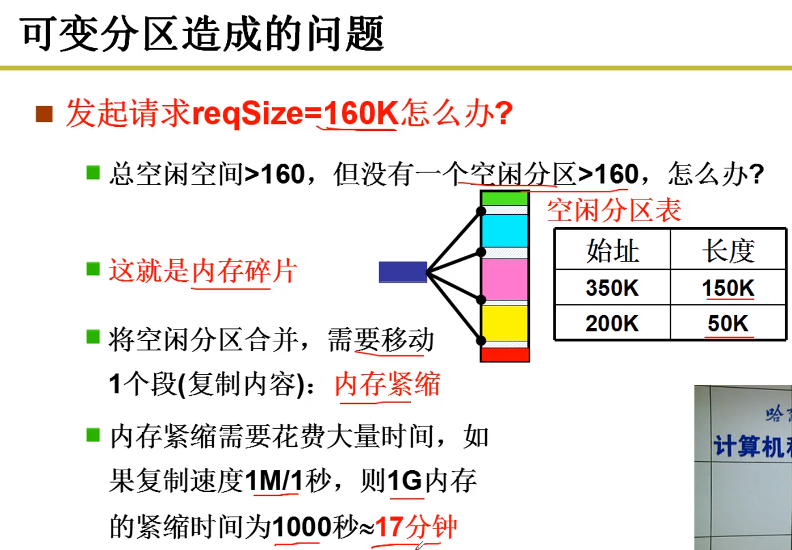 可变分区造成的问题
发起请求reqSize=160K怎么办?
总空闲空间>160，但没有一个空闲分区>160，怎么办?
空闲分区表
始址 长度
350K 150K
200K 50K
这就是内存碎片
将空闲分区合并，需要移动
1个段(复制内容)：内存紧缩
内存紧缩需要花费大量时间，如
果复制速度1M/1秒，则1G内存
的紧缩时间为1000秒≈17分钟
哈
计算机